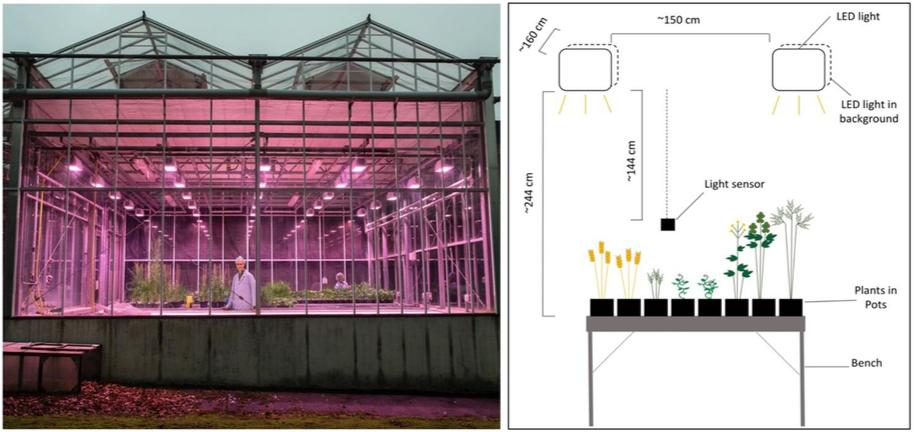 ~160 cm
~150 cm
LED light
LED light in
background
~244 cm
~144 cm
Light sensor
Plants in
Pots
Bench